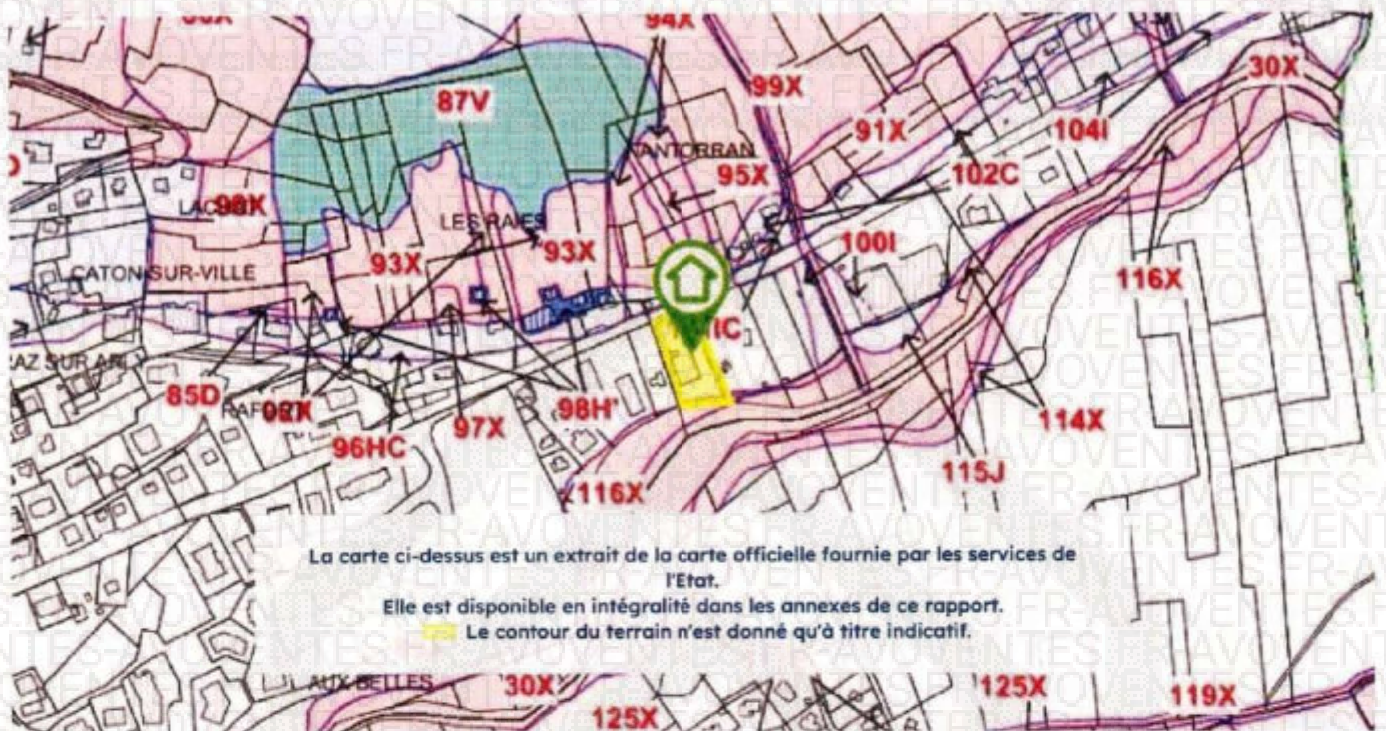 94X
99X
30X
87V
91X
104I
95X
102C
LES RAIES
100I
CATON SUR-VILLE
93X
93X
116X
85D
98H'
97X
96HC
114X
115J
116X
La carte ci-dessus est un extrait de la carte officielle fournie par les services de
l'Etat.
Elle est disponible en intégralité dans les annexes de ce rapport.
Le contour du terrain n'est donné qu'à titre indicatif.
AUX BELLES
30X
125X
125X
119X